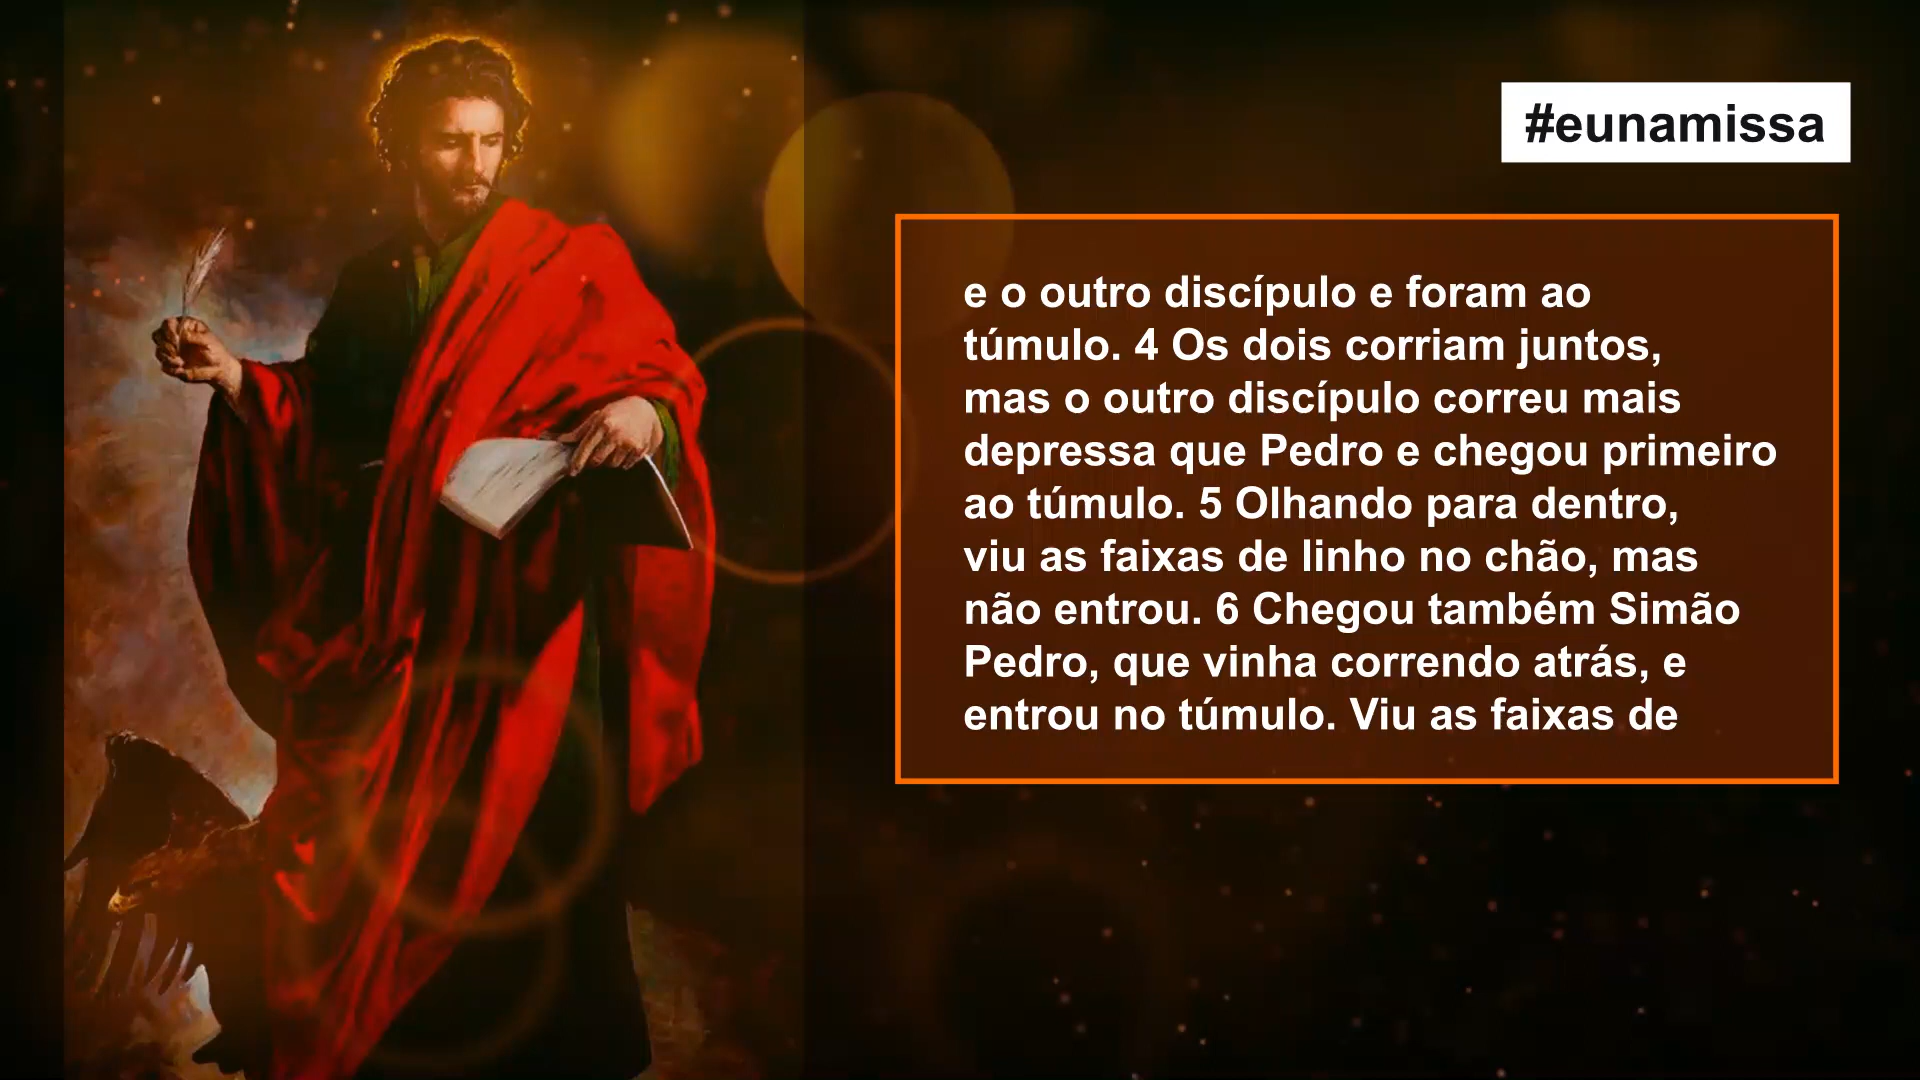 #eunamissa
e o outro discípulo e foram ao
túmulo. 4 Os dois corriam juntos,
mas o outro discípulo correu mais
depressa que Pedro e chegou primeiro
ao túmulo. 5 Olhando para dentro,
viu as faixas de linho no chão, mas
não entrou. 6 Chegou também Simão
Pedro, que vinha correndo atrás, e
entrou no túmulo. Viu as faixas de